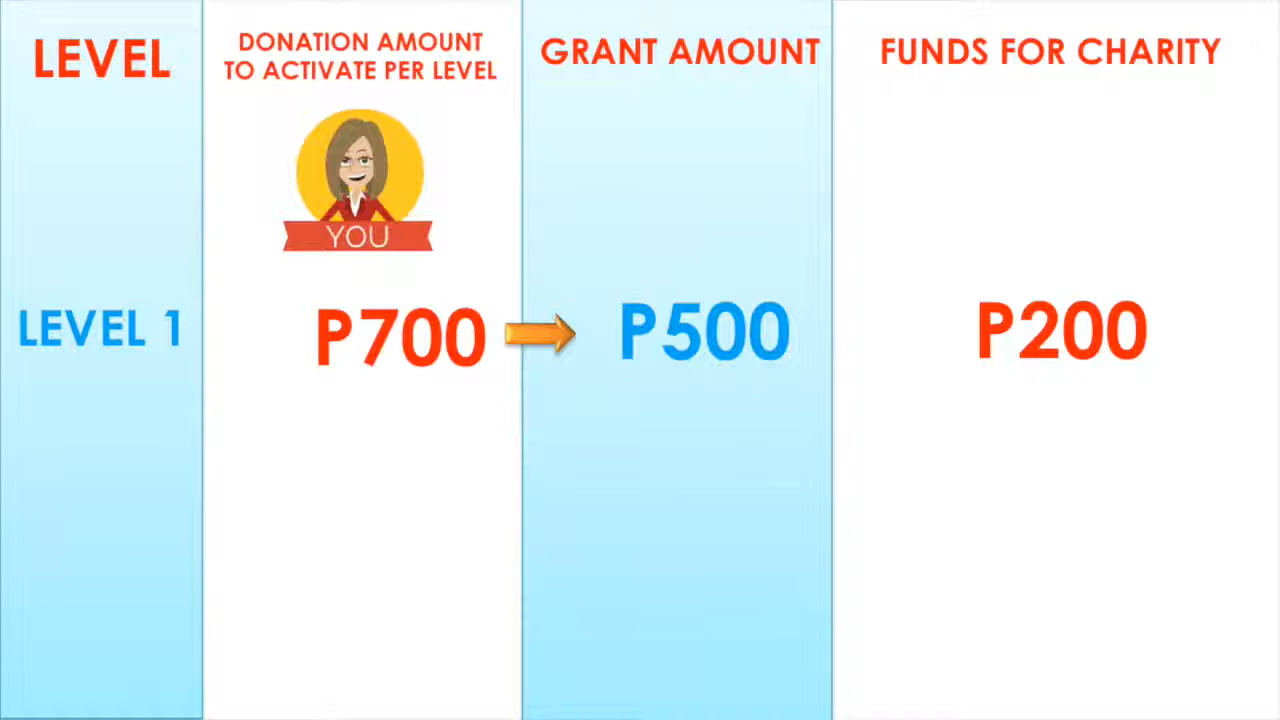 LEVEL
DONATION AMOUNT
TO ACTIVATE PER LEVEL
GRANT AMOUNT
FUNDS FOR CHARITY
YOU
LEVEL 1
P700
P500
P200